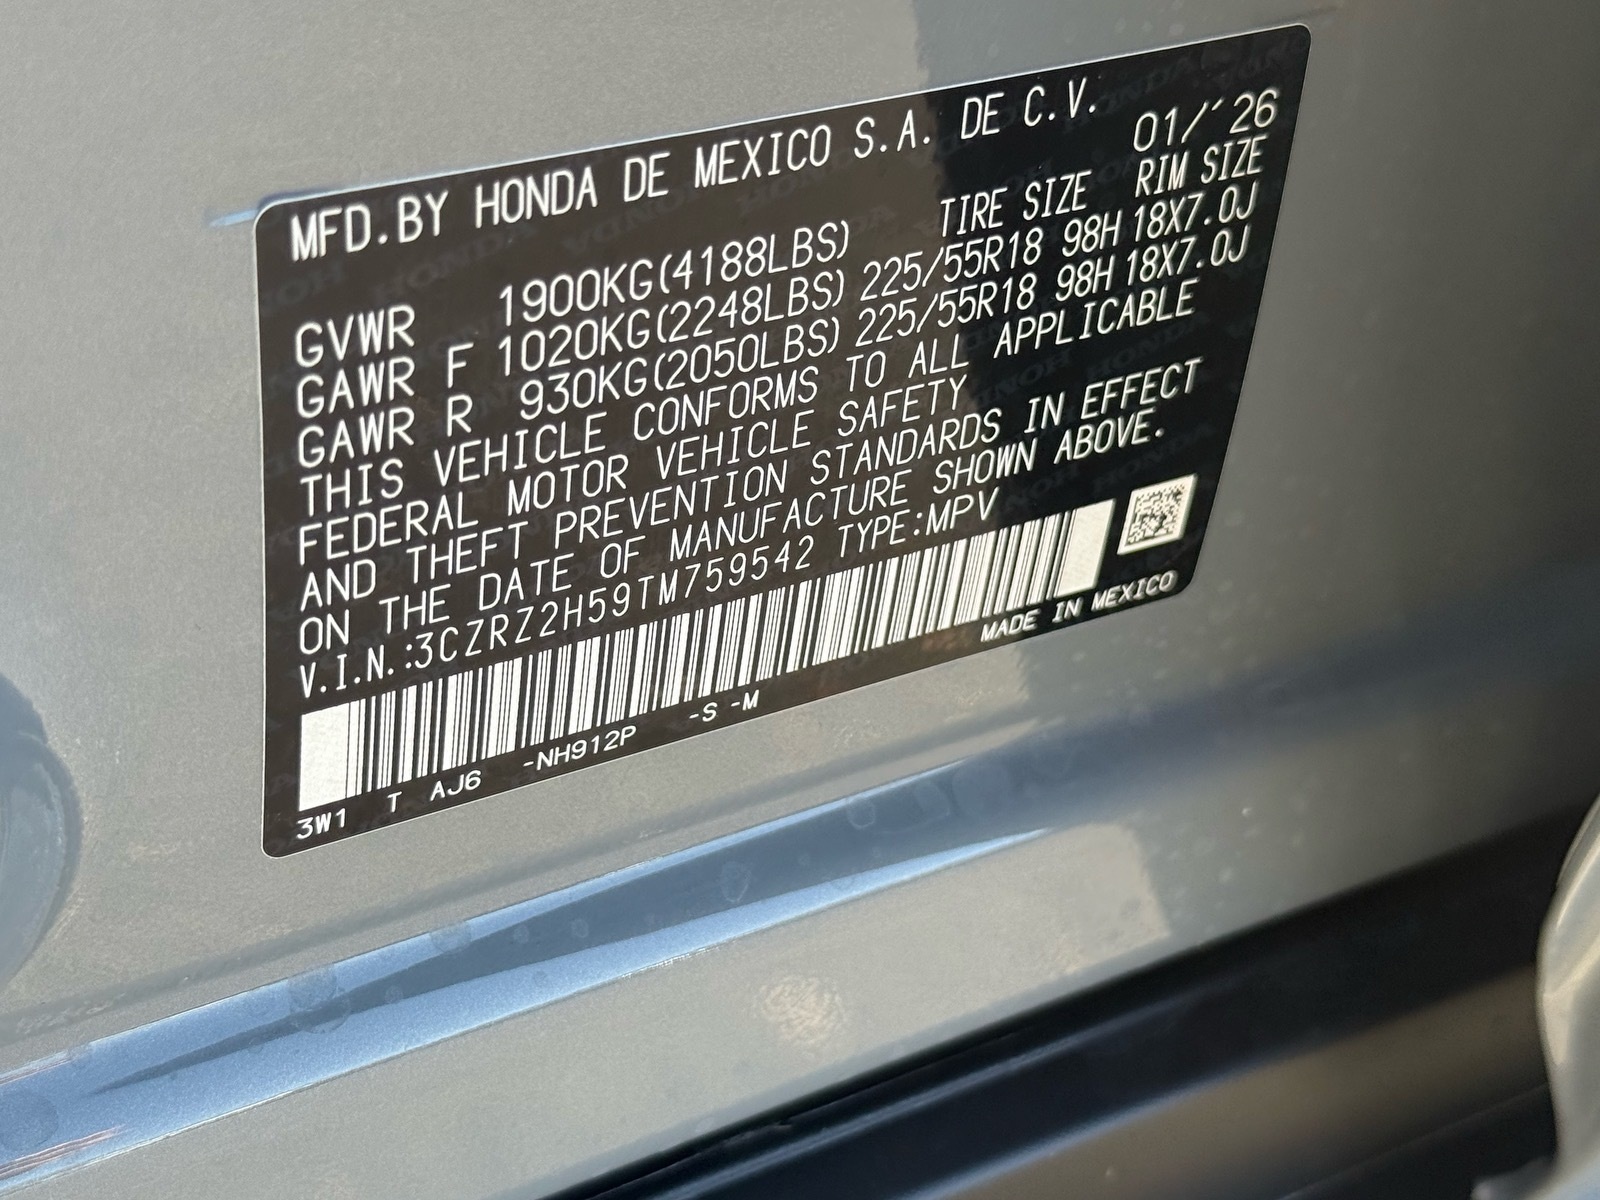 MFD.BY HONDA DE MEXICO S.A. DE C.V.
01/'26
TIRE SIZE RIM SIZE
GVWR 1900KG(4188LBS)
GAWR F 1020KG(2248LBS) 225/55R18 98H 18X7.0J
GAWR R 930KG(2050LBS) 225/55R18 98H 18X7.0J
THIS VEHICLE CONFORMS TO ALL APPLICABLE
FEDERAL MOTOR VEHICLE SAFETY
AND THEFT PREVENTION STANDARDS IN EFFECT
ON THE DATE OF MANUFACTURE SHOWN ABOVE.
V.I.N.:3CZRZ2H59TM759542 TYPE:MPV
MADE IN MEXICO
3W1 T AJ6 -NH912P -S -M